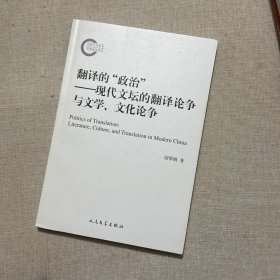 翻译的“政治”
——现代文坛的翻译论争
与文学、文化论争
Politics of Translation:
Literature, Culture, and Translation in Modern China
著
人民文学出版社